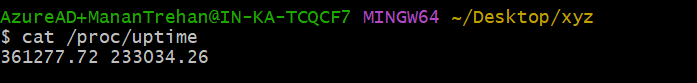 AzureAD+MananTrehan@IN-KA-TCQCF7 MINGW64 ~/Desktop/xyz
$ cat /proc/uptime
361277.72 233034.26